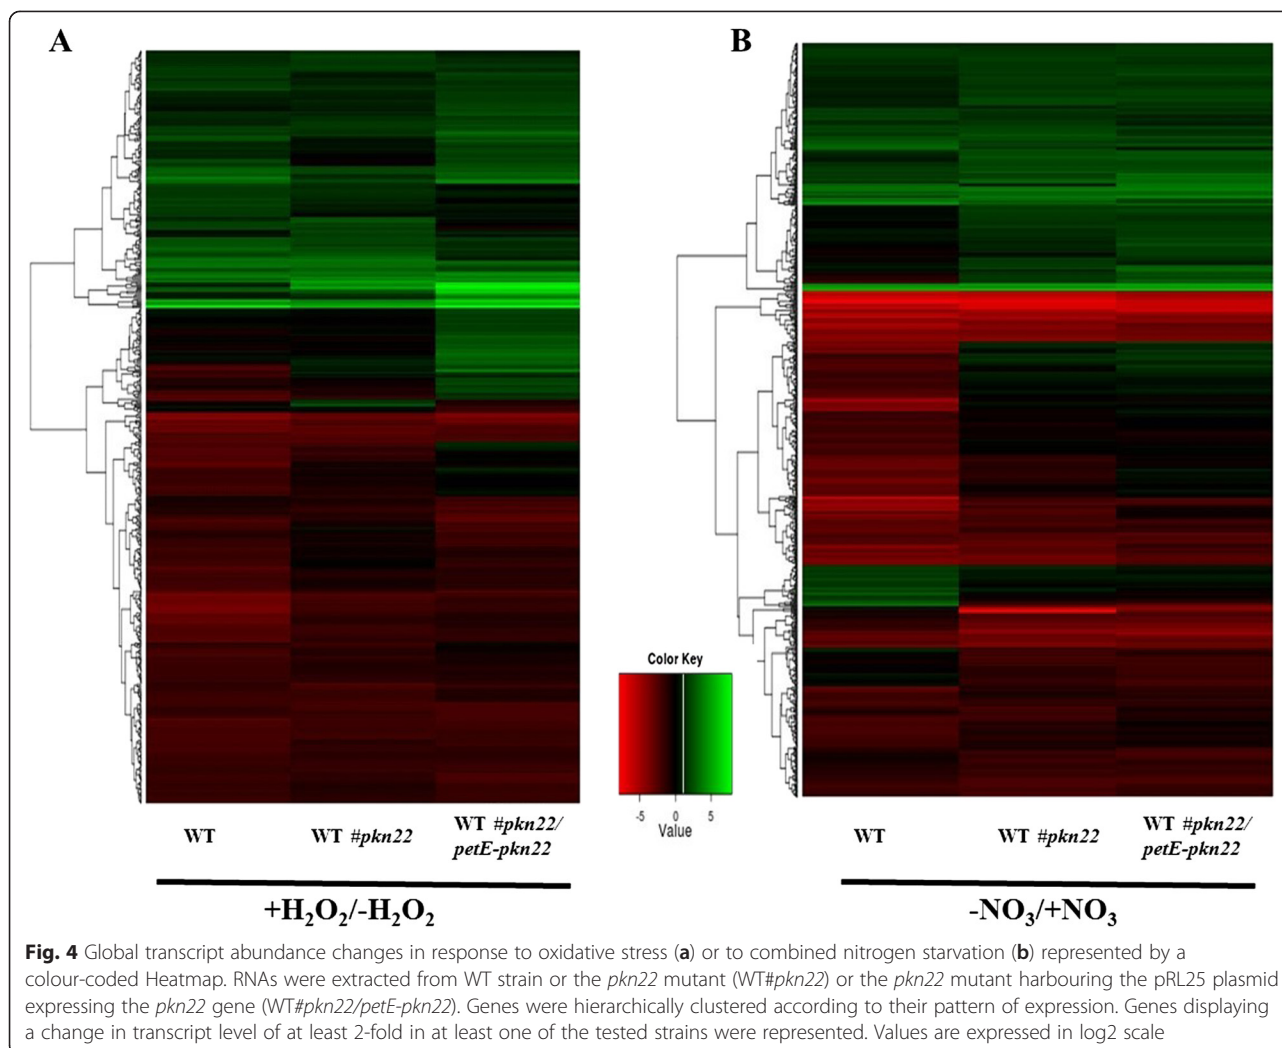 A
B
Color Key
-5 0 5
Value
WT
WT #pkn22
WT #pkn22/
petE-pkn22
+H₂O₂/-H₂O₂
WT
WT #pkn22
WT #pkn22/
petE-pkn22
-NO₃/+NO₃
Fig. 4 Global transcript abundance changes in response to oxidative stress (a) or to combined nitrogen starvation (b) represented by a
colour-coded Heatmap. RNAs were extracted from WT strain or the pkn22 mutant (WT#pkn22) or the pkn22 mutant harbouring the pRL25 plasmid
expressing the pkn22 gene (WT#pkn22/petE-pkn22). Genes were hierarchically clustered according to their pattern of expression. Genes displaying
a change in transcript level of at least 2-fold in at least one of the tested strains were represented. Values are expressed in log2 scale